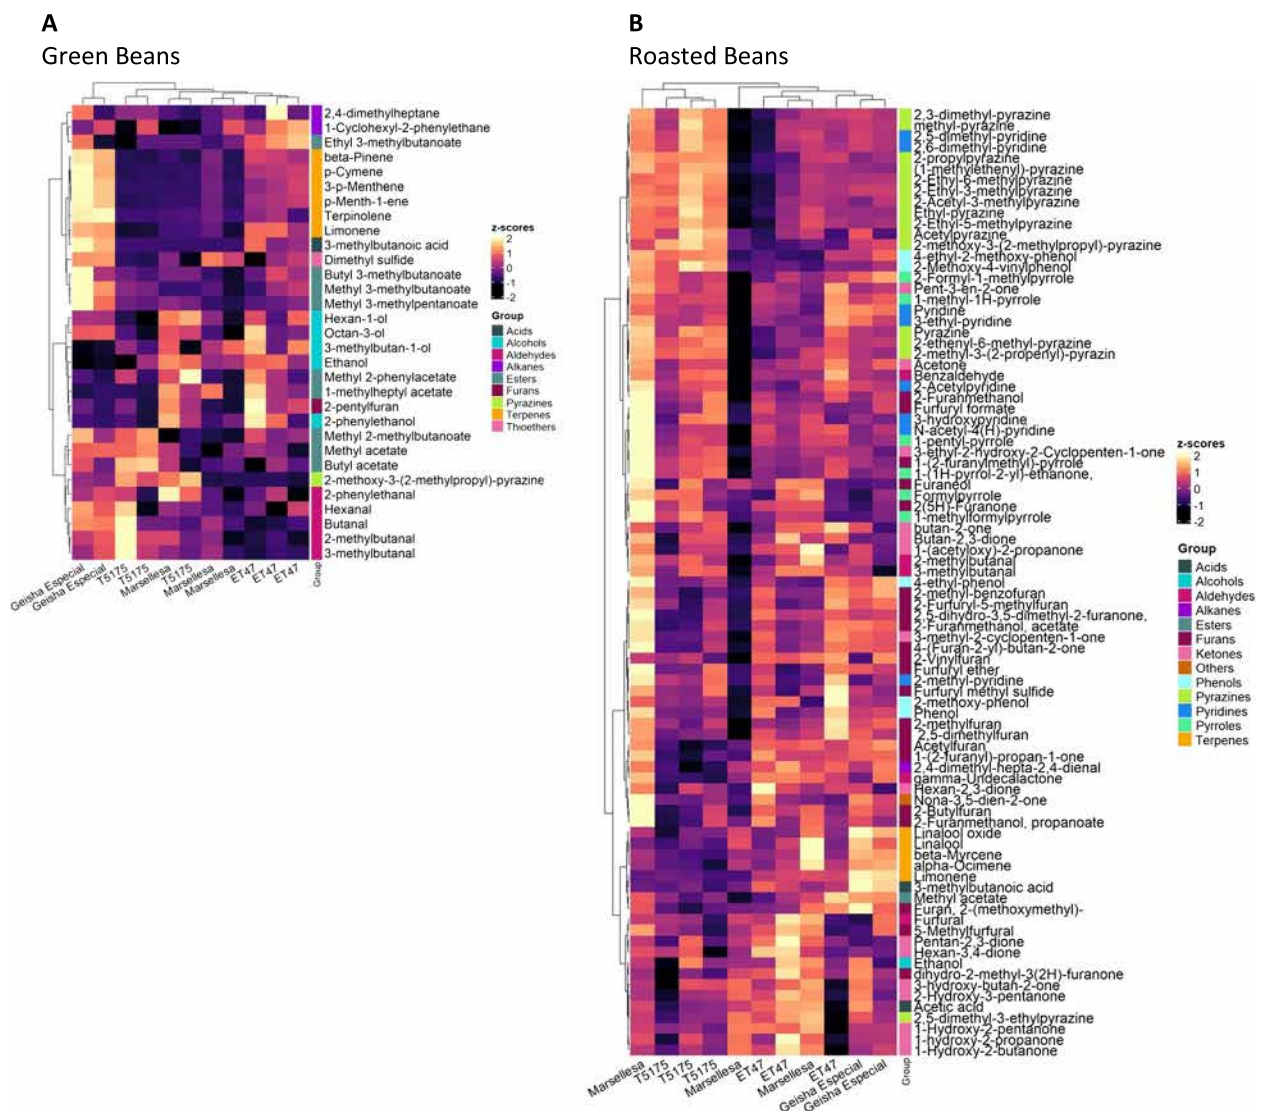 A
Green Beans
2,4-dimethylheptane
1-Cyclohexyl-2-phenylethane
Ethyl 3-methylbutanoate
beta-Pinene
p-Cymene
3-p-Menthene
p-Menth-1-ene
Terpinolene
Limonene
3-methylbutanoic acid
Dimethyl sulfide
Butyl 3-methylbutanoate
Methyl 3-methylbutanoate
Methyl 3-methylpentanoate
Hexan-1-ol
Octan-3-ol
3-methylbutan-1-ol
Ethanol
Methyl 2-phenylacetate
1-methylheptyl acetate
2-pentylfuran
2-phenylethanol
Methyl 2-methylbutanoate
Methyl acetate
Butyl acetate
2-methoxy-3-(2-methylpropyl)-pyrazine
2-phenylethanal
Hexanal
Butanal
2-methylbutanal
3-methylbutanal
Geisha Especial
Geisha Especial
T5175
T5175
Marsellesa
T5175
Marsellesa
Marsellesa
ET47
ET47
ET47
Group
z-scores
2
1
0
-1
-2
Group
Acids
Alcohols
Aldehydes
Alkanes
Esters
Furans
Pyrazines
Terpenes
Thioethers
B
Roasted Beans
2,3-dimethyl-pyrazine
methyl-pyrazine
2,5-dimethyl-pyridine
2,6-dimethyl-pyridine
2-propylpyrazine
(1-methylethenyl)-pyrazine
2-Ethyl-6-methylpyrazine
2-Ethyl-3-methylpyrazine
2-Acetyl-3-methylpyrazine
Ethyl-pyrazine
2-Ethyl-5-methylpyrazine
Acetylpyrazine
2-methoxy-3-(2-methylpropyl)-pyrazine
4-ethyl-2-methoxy-phenol
2-Methoxy-4-vinylphenol
2-Formyl-1-methylpyrrole
Pent-3-en-2-one
1-methyl-1H-pyrrole
Pyridine
3-ethyl-pyridine
Pyrazine
2-ethenyl-6-methyl-pyrazine
2-methyl-3-(2-propenyl)-pyrazin
Acetone
Benzaldehyde
2-Acetylpyridine
2-Furanmethanol
Furfuryl formate
3-hydroxypyridine
N-acetyl-4(H)-pyridine
1-pentyl-pyrrole
3-ethyl-2-hydroxy-2-Cyclopenten-1-one
1-(2-furanylmethyl)-pyrrole
1-(1H-pyrrol-2-yl)-ethanone,
Furaneol
Formylpyrrole
2(5H)-Furanone
1-methylformylpyrrole
butan-2-one
Butan-2,3-dione
1-(acetyloxy)-2-propanone
2-methylbutanal
3-methylbutanal
4-ethyl-phenol
2-methyl-benzofuran
2-Furfuryl-5-methylfuran
2,5-dihydro-3,5-dimethyl-2-furanone,
2-Furanmethanol, acetate
3-methyl-2-cyclopenten-1-one
4-(Furan-2-yl)-butan-2-one
2-Vinylfuran
Furfuryl ether
2-methyl-pyridine
Furfuryl methyl sulfide
2-methoxy-phenol
Phenol
2-methylfuran
2,5-dimethylfuran
Acetylfuran
1-(2-furanyl)-propan-1-one
2,4-dimethyl-hepta-2,4-dienal
gamma-Undecalactone
Hexan-2,3-dione
Nona-3,5-dien-2-one
2-Butylfuran
2-Furanmethanol, propanoate
Linalool oxide
Linalool
beta-Myrcene
alpha-Ocimene
Limonene
3-methylbutanoic acid
Methyl acetate
Furan, 2-(methoxymethyl)-
Furfural
5-Methylfurfural
Pentan-2,3-dione
Hexan-3,4-dione
Ethanol
dihydro-2-methyl-3(2H)-furanone
3-hydroxy-butan-2-one
2-Hydroxy-3-pentanone
Acetic acid
2,5-dimethyl-3-ethylpyrazine
1-Hydroxy-2-pentanone
1-hydroxy-2-propanone
1-Hydroxy-2-butanone
Marsellesa
T5175
T5175
T5175
Marsellesa
ET47
ET47
Marsellesa
ET47
Geisha Especial
Geisha Especial
Group
z-scores
2
1
0
-1
-2
Group
Acids
Alcohols
Aldehydes
Alkanes
Esters
Furans
Ketones
Others
Phenols
Pyrazines
Pyridines
Pyrroles
Terpenes